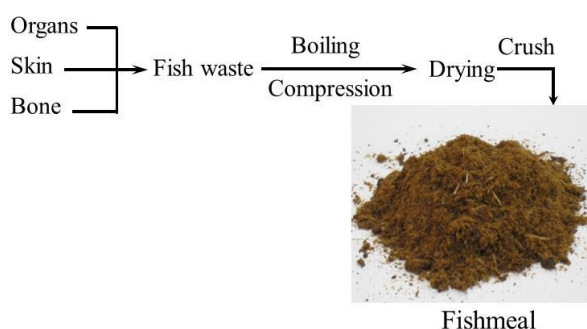 Organs
Skin
Bone
Fish waste
Boiling
Compression
Drying
Crush
Fishmeal